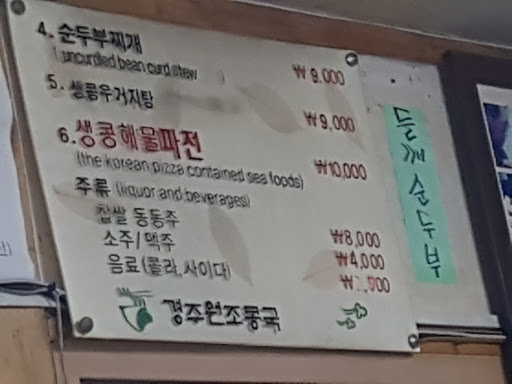 4. 순두부찌개 ₩ 9,000
( uncurdled bean curd stew )
5. 생콩우거지탕 ₩9,000
6. 생콩해물파전 ₩10,000
(the korean pizza contained sea foods)
주류 (liquor and beverages)
찹쌀 동동주 ₩8,000
소주/맥주 ₩4,000
음료(콜라,사이다)
경주원조콩국
들깨순두부